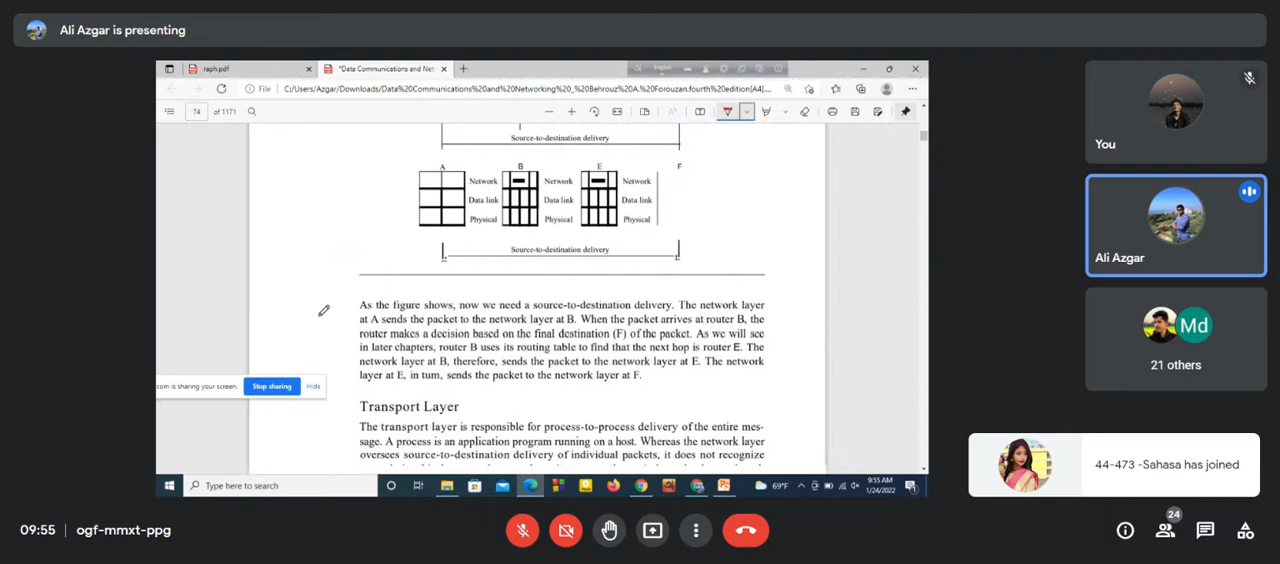 Ali Azgar is presenting
raph.pdf
*Data Communications and Net
English
File
C:/Users/Azgar/Downloads/Data%20Communications%20and%20Networking%20_%20Behrouz%20A.%20Forouzan.fourth%20edition[A4]....
74 of 1171
Source-to-destination delivery
A B E F
Network Network Network
Data link Data link Data link
Physical Physical Physical
Source-to-destination delivery
As the figure shows, now we need a source-to-destination delivery. The network layer
at A sends the packet to the network layer at B. When the packet arrives at router B, the
router makes a decision based on the final destination (F) of the packet. As we will see
in later chapters, router B uses its routing table to find that the next hop is router E. The
network layer at B, therefore, sends the packet to the network layer at E. The network
layer at E, in tum, sends the packet to the network layer at F.
com is sharing your screen. Stop sharing Hide
Transport Layer
The transport layer is responsible for process-to-process delivery of the entire mes-
sage. A process is an application program running on a host. Whereas the network layer
oversees source-to-destination delivery of individual packets, it does not recognize
Type here to search
69°F
9:55 AM
1/24/2022
You
Ali Azgar
Md
21 others
44-473 -Sahasa has joined
09:55 | ogf-mmxt-ppg
24